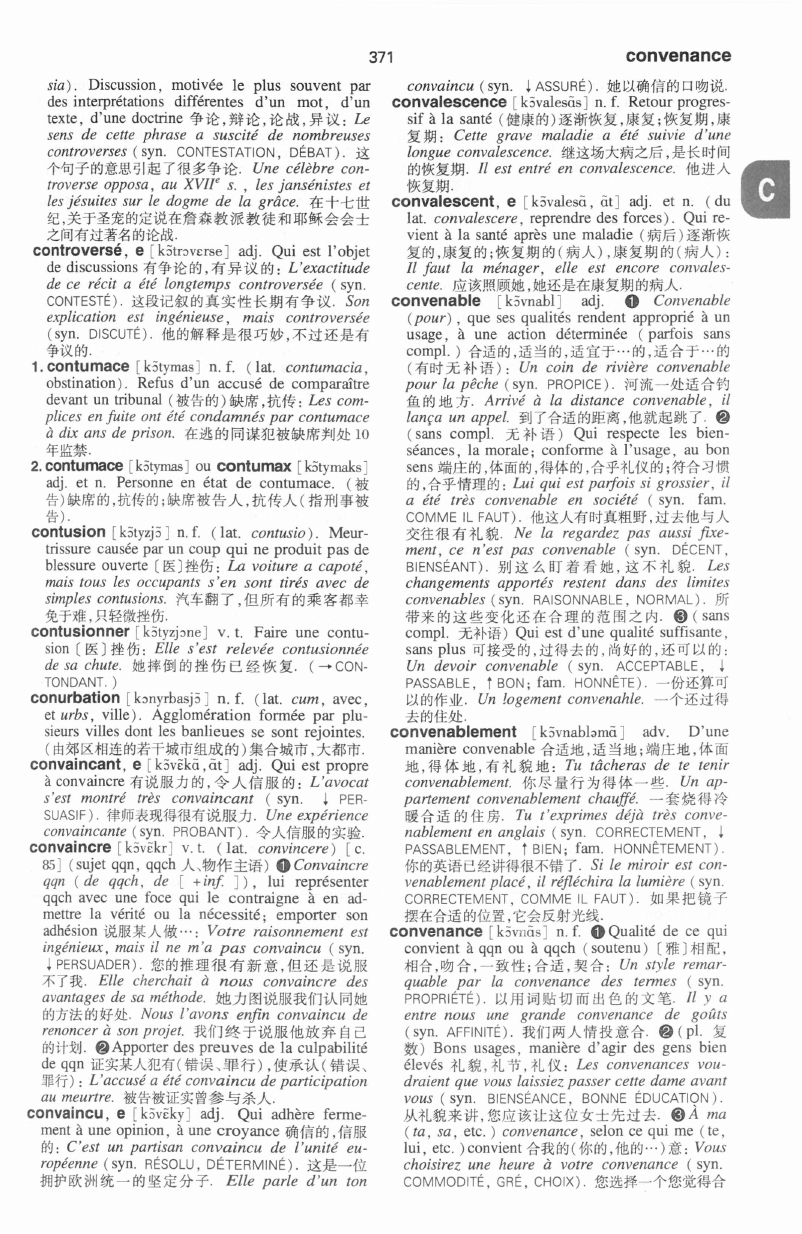 371
convenance
sia). Discussion, motivée le plus souvent par
des interprétations différentes d'un mot, d'un
texte, d'une doctrine 争论,辩论,论战,异议: Le
sens de cette phrase a suscité de nombreuses
controverses (syn. CONTESTATION, DÉBAT). 这
个句子的意思引起了很多争论. Une célèbre con-
troverse opposa, au XVIIe s. , les jansénistes et
les jésuites sur le dogme de la grâce. 在十七世
纪,关于圣宠的定说在詹森教派教徒和耶稣会会士
之间有过著名的论战.
controversé, e [kɔ̃trɔvɛrse] adj. Qui est l'objet
de discussions 有争论的,有异议的: L'exactitude
de ce récit a été longtemps controversée (syn.
CONTESTÉ). 这段记叙的真实性长期有争议. Son
explication est ingénieuse, mais controversée
(syn. DISCUTÉ). 他的解释是很巧妙,不过还是有
争议的.
1. contumace [kɔ̃tymas] n. f. (lat. contumacia,
obstination). Refus d'un accusé de comparaître
devant un tribunal (被告的)缺席,抗传: Les com-
plices en fuite ont été condamnés par contumace
à dix ans de prison. 在逃的同谋犯被缺席判处 10
年监禁.
2. contumace [kɔ̃tymas] ou contumax [kɔ̃tymaks]
adj. et n. Personne en état de contumace. (被
告)缺席的,抗传的;缺席被告人,抗传人(指刑事被
告).
contusion [kɔ̃tyzjɔ̃] n. f. (lat. contusio). Meur-
trissure causée par un coup qui ne produit pas de
blessure ouverte [医]挫伤: La voiture a capoté,
mais tous les occupants s'en sont tirés avec de
simples contusions. 汽车翻了,但所有的乘客都幸
免于难,只轻微挫伤.
contusionner [kɔ̃tyzjɔne] v. t. Faire une contu-
sion [医]挫伤: Elle s'est relevée contusionnée
de sa chute. 她摔倒的挫伤已经恢复. (→CON-
TONDANT.)
conurbation [kɔnyrbasjɔ̃] n. f. (lat. cum, avec,
et urbs, ville). Agglomération formée par plu-
sieurs villes dont les banlieues se sont rejointes.
(由郊区相连的若干城市组成的)集合城市,大都市.
convaincant, e [kɔ̃vɛ̃kɑ̃,ɑ̃t] adj. Qui est propre
à convaincre 有说服力的,令人信服的: L'avocat
s'est montré très convaincant (syn. ↓ PER-
SUASIF). 律师表现得很有说服力. Une expérience
convaincante (syn. PROBANT). 令人信服的实验.
convaincre [kɔ̃vɛ̃kr] v. t. (lat. convincere) [c.
85] (sujet qqn, qqch 人、物作主语) ❶Convaincre
qqn (de qqch, de [+inf. ]), lui représenter
qqch avec une foce qui le contraigne à en ad-
mettre la vérité ou la nécessité; emporter son
adhésion 说服某人做…: Votre raisonnement est
ingénieux, mais il ne m'a pas convaincu (syn.
↓PERSUADER). 您的推理很有新意,但还是说服
不了我. Elle cherchait à nous convaincre des
avantages de sa méthode. 她力图说服我们认同她
的方法的好处. Nous l'avons enfin convaincu de
renoncer à son projet. 我们终于说服他放弃自己
的计划. ❷Apporter des preuves de la culpabilité
de qqn 证实某人犯有(错误、罪行),使承认(错误、
罪行): L'accusé a été convaincu de participation
au meurtre. 被告被证实曾参与杀人.
convaincu, e [kɔ̃vɛ̃ky] adj. Qui adhère ferme-
ment à une opinion, à une croyance 确信的,信服
的: C'est un partisan convaincu de l'unité eu-
ropéenne (syn. RÉSOLU, DÉTERMINÉ). 这是一位
拥护欧洲统一的坚定分子. Elle parle d'un ton
convaincu (syn. ↓ASSURÉ). 她以确信的口吻说.
convalescence [kɔ̃valesɑ̃s] n. f. Retour progres-
sif à la santé (健康的)逐渐恢复,康复;恢复期,康
复期: Cette grave maladie a été suivie d'une
longue convalescence. 继这场大病之后,是长时间
的恢复期. Il est entré en convalescence. 他进入
恢复期.
convalescent, e [kɔ̃valesɑ̃, ɑ̃t] adj. et n. (du
lat. convalescere, reprendre des forces). Qui re-
vient à la santé après une maladie (病后)逐渐恢
复的,康复的;恢复期的(病人),康复期的(病人):
Il faut la ménager, elle est encore convales-
cente. 应该照顾她,她还是在康复期的病人.
convenable [kɔ̃vnabl] adj. ❶ Convenable
(pour), que ses qualités rendent approprié à un
usage, à une action déterminée (parfois sans
compl. ) 合适的,适当的,适宜于…的,适合于…的
(有时无补语): Un coin de rivière convenable
pour la pêche (syn. PROPICE). 河流一处适合钓
鱼的地方. Arrivé à la distance convenable, il
lança un appel. 到了合适的距离,他就起跳了. ❷
(sans compl. 无补语) Qui respecte les bien-
séances, la morale; conforme à l'usage, au bon
sens 端庄的,体面的,得体的,合乎礼仪的;符合习惯
的,合乎情理的: Lui qui est parfois si grossier, il
a été très convenable en société (syn. fam.
COMME IL FAUT). 他这人有时真粗野,过去他与人
交往很有礼貌. Ne la regardez pas aussi fixe-
ment, ce n'est pas convenable (syn. DÉCENT,
BIENSÉANT). 别这么盯着看她,这不礼貌. Les
changements apportés restent dans des limites
convenables (syn. RAISONNABLE, NORMAL). 所
带来的这些变化还在合理的范围之内. ❸(sans
compl. 无补语) Qui est d'une qualité suffisante,
sans plus 可接受的,过得去的,尚好的,还可以的:
Un devoir convenable (syn. ACCEPTABLE, ↓
PASSABLE, ↑BON; fam. HONNÊTE). 一份还算可
以的作业. Un logement convenahle. 一个还过得
去的住处.
convenablement [kɔ̃vnabləmɑ̃] adv. D'une
manière convenable 合适地,适当地;端庄地,体面
地,得体地,有礼貌地: Tu tâcheras de te tenir
convenablement. 你尽量行为得体一些. Un ap-
partement convenablement chauffé. 一套烧得冷
暖合适的住房. Tu t'exprimes déjà très conve-
nablement en anglais (syn. CORRECTEMENT, ↓
PASSABLEMENT, ↑BIEN; fam. HONNÊTEMENT).
你的英语已经讲得很不错了. Si le miroir est con-
venablement placé, il réfléchira la lumière (syn.
CORRECTEMENT, COMME IL FAUT). 如果把镜子
摆在合适的位置,它会反射光线.
convenance [kɔ̃vnɑ̃s] n. f. ❶Qualité de ce qui
convient à qqn ou à qqch (soutenu) [雅]相配,
相合,吻合,一致性;合适,契合: Un style remar-
quable par la convenance des termes (syn.
PROPRIÉTÉ). 以用词贴切而出色的文笔. Il y a
entre nous une grande convenance de goûts
(syn. AFFINITÉ). 我们两人情投意合. ❷(pl. 复
数) Bons usages, manière d'agir des gens bien
élevés 礼貌,礼节,礼仪: Les convenances vou-
draient que vous laissiez passer cette dame avant
vous (syn. BIENSÉANCE, BONNE ÉDUCATION).
从礼貌来讲,您应该让这位女士先过去. ❸À ma
(ta, sa, etc.) convenance, selon ce qui me (te,
lui, etc. )convient 合我的(你的,他的…)意: Vous
choisirez une heure à votre convenance (syn.
COMMODITÉ, GRÉ, CHOIX). 您选择一个您觉得合
C